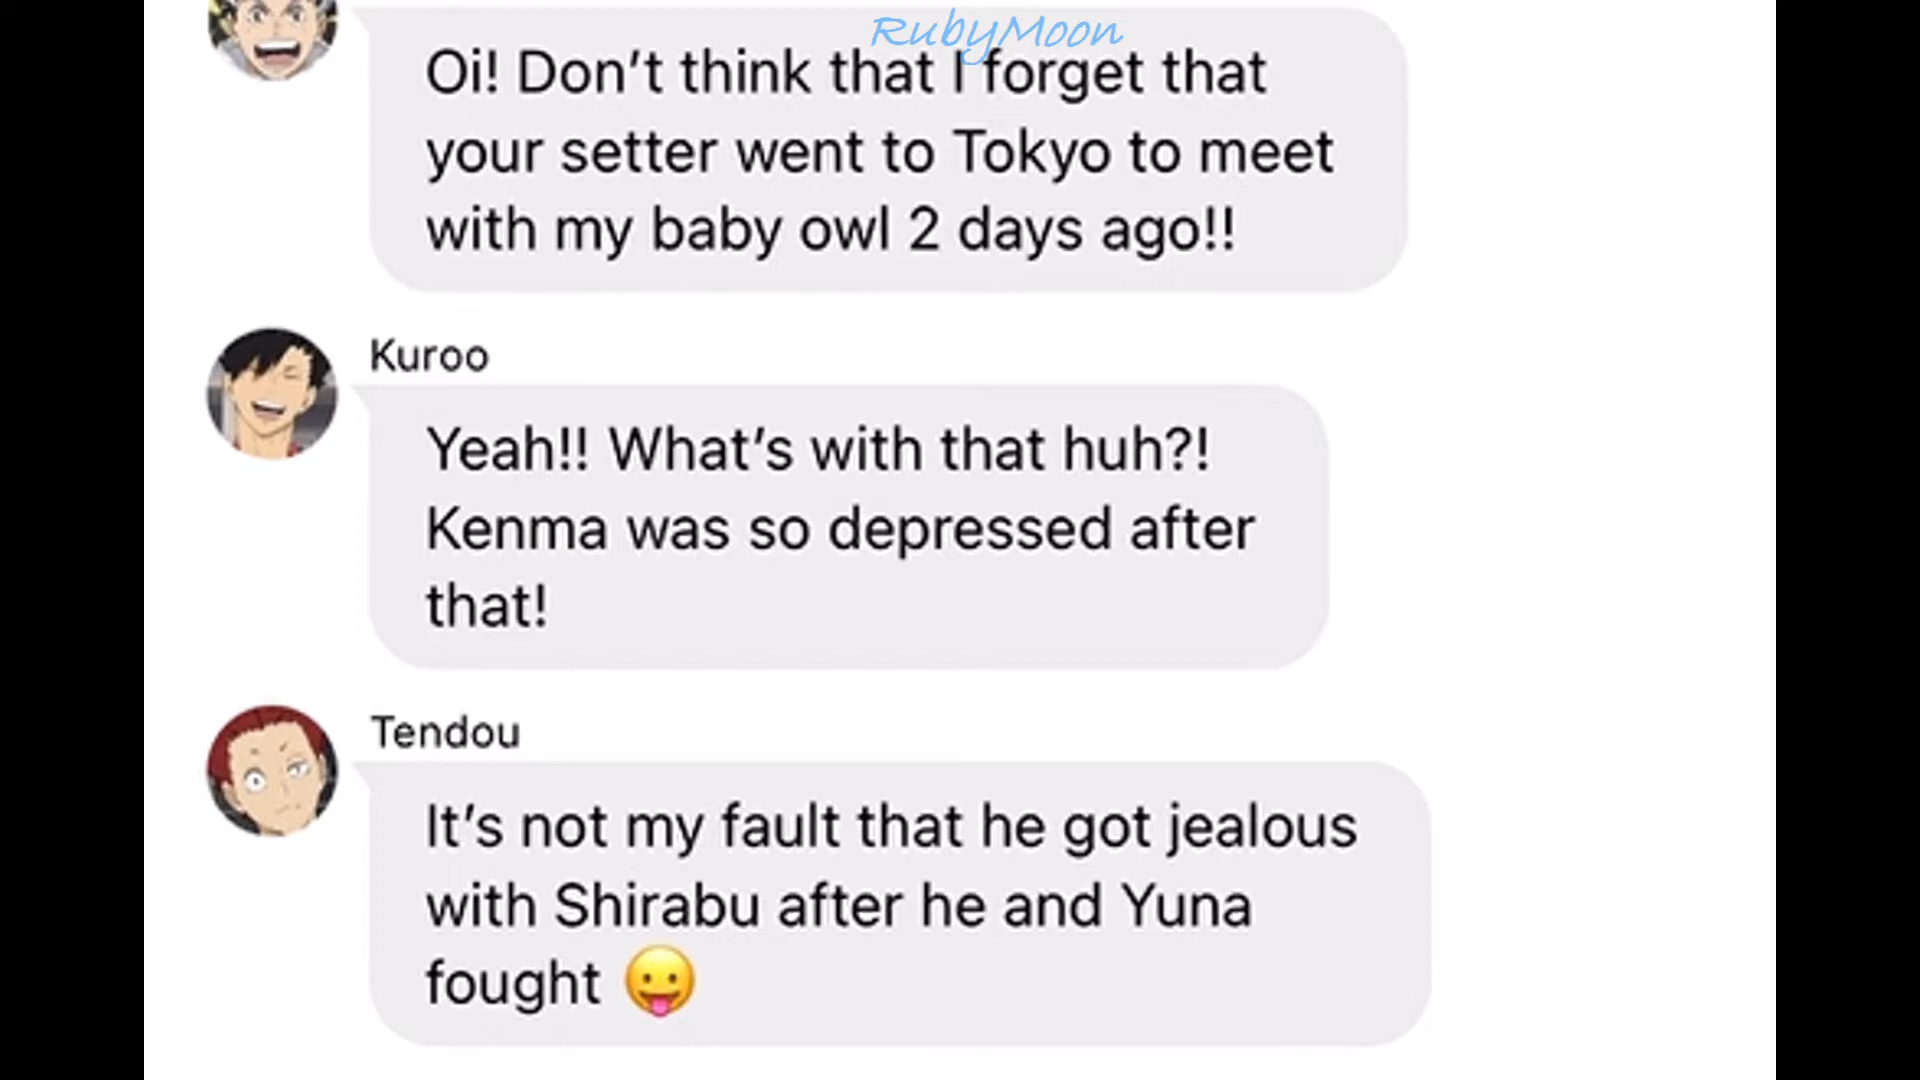 RubyMoon
Oi! Don't think that I forget that
your setter went to Tokyo to meet
with my baby owl 2 days ago!!
Kuroo
Yeah!! What's with that huh?!
Kenma was so depressed after
that!
Tendou
It's not my fault that he got jealous
with Shirabu after he and Yuna
fought 😛